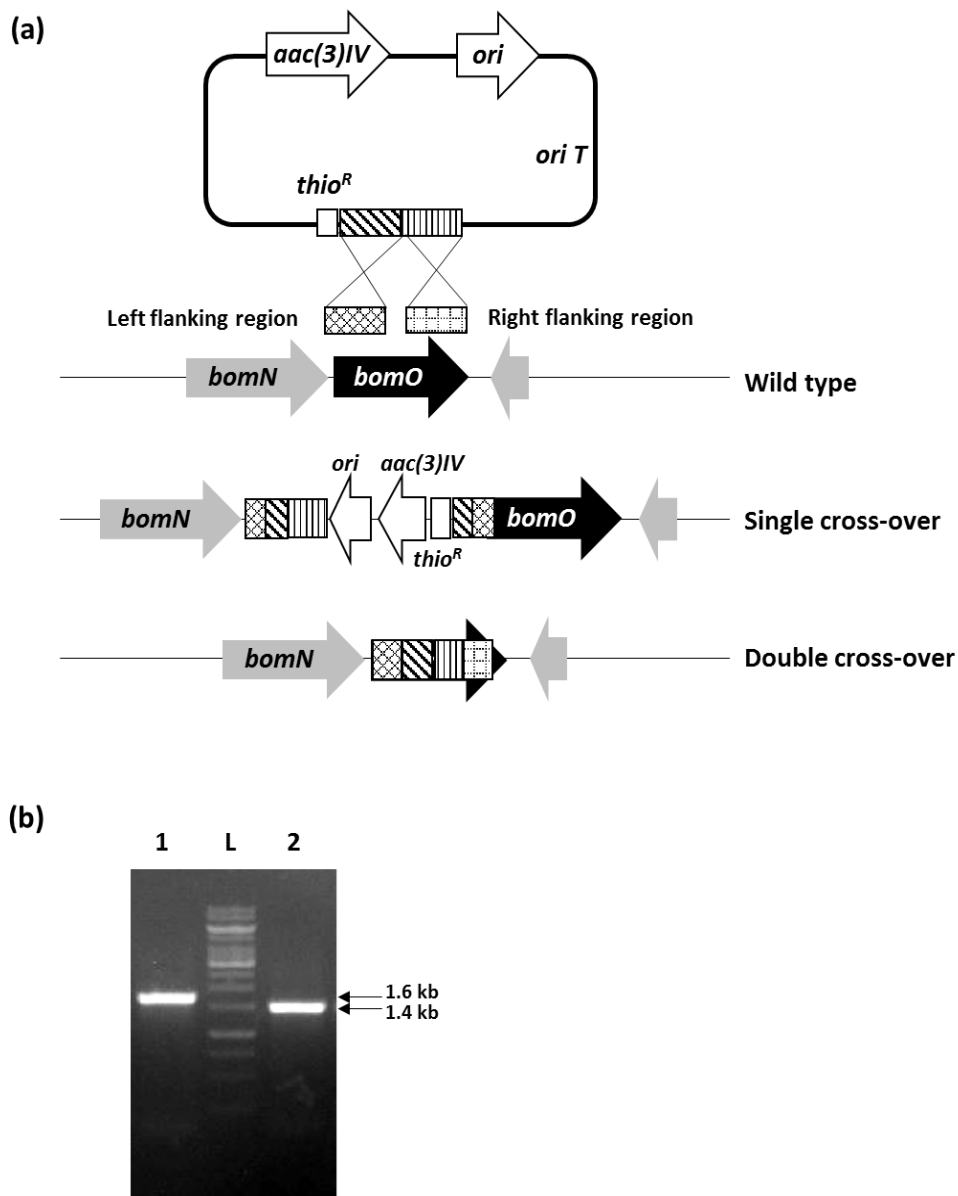 (a)
aac(3)IV
ori
ori T
thioR
Left flanking region
Right flanking region
bomN
bomO
Wild type
ori
aac(3)IV
bomN
bomO
Single cross-over
thioR
bomN
Double cross-over
(b)
1 L 2
1.6 kb
1.4 kb